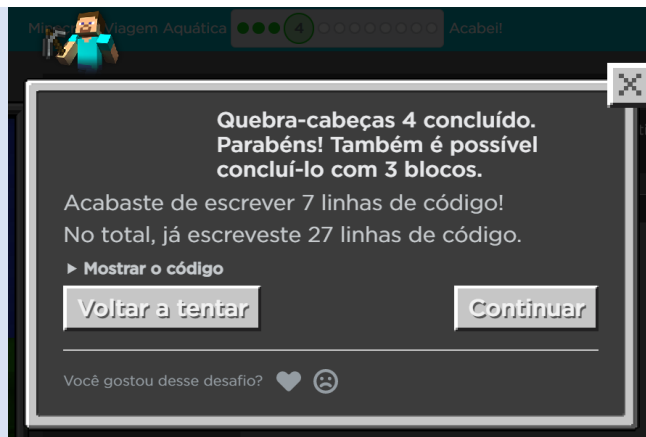 Minecraft Viagem Aquática 4 Acabei!
Quebra-cabeças 4 concluído.
Parabéns! Também é possível
concluí-lo com 3 blocos.
Acabaste de escrever 7 linhas de código!
No total, já escreveste 27 linhas de código.
Mostrar o código
Voltar a tentar
Continuar
Você gostou desse desafio?